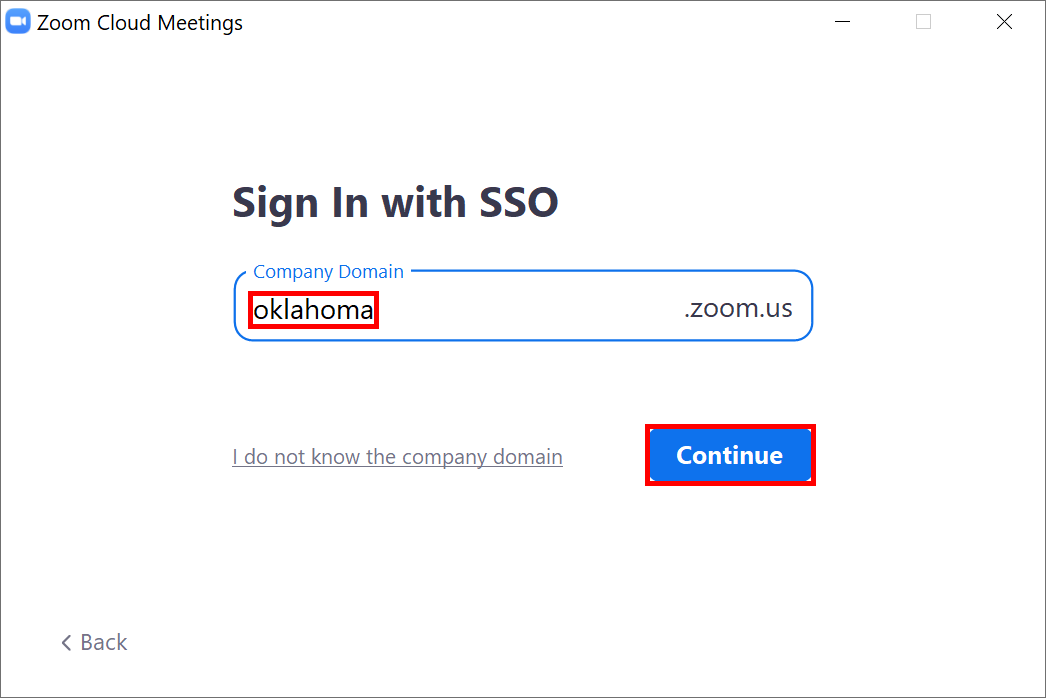 Zoom Cloud Meetings
Sign In with SSO
Company Domain
oklahoma .zoom.us
I do not know the company domain
Continue
Back